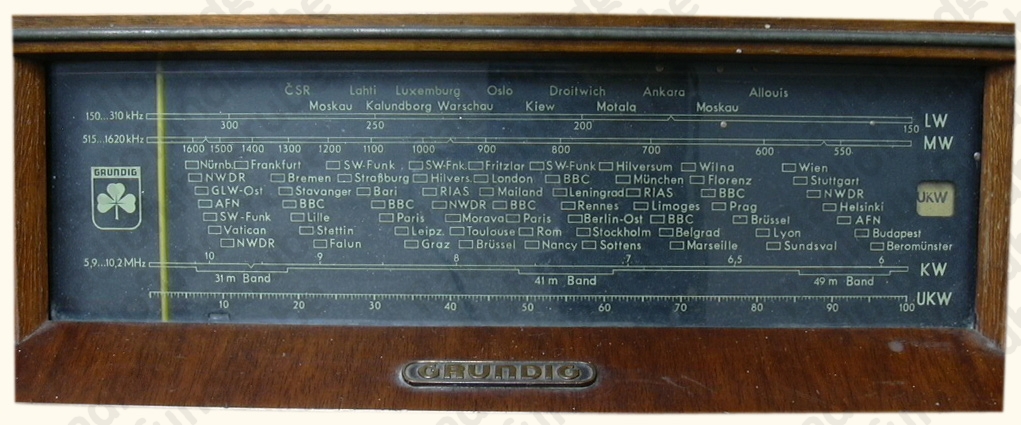 ČSR Lahti Luxemburg Oslo Droitwich Ankara Allouis
Moskau Kalundborg Warschau Kiew Motala Moskau
150...310 kHz 300 250 200 150 LW
515...1620 kHz 1600 1500 1400 1300 1200 1100 1000 900 800 700 600 550 MW
GRUNDIG
Nürnb. Frankfurt SW-Funk SW-Fnk. Fritzlar SW-Funk Hilversum Wilna Wien
NWDR Bremen Straßburg Hilvers. London BBC München Florenz Stuttgart
GLW-Ost Stavanger Bari RIAS Mailand Leningrad RIAS BBC NWDR
AFN BBC BBC NWDR BBC Rennes Limoges Prag Helsinki
SW-Funk Lille Paris Morava Paris Berlin-Ost BBC Brüssel AFN
Vatican Stettin Leipz. Toulouse Rom Stockholm Belgrad Lyon Budapest
NWDR Falun Graz Brüssel Nancy Sottens Marseille Sundsval Beromünster
UKW
5,9...10,2 MHz 10 9 8 7 6,5 6 KW
31 m Band 41 m Band 49 m Band
10 20 30 40 50 60 70 80 90 100 UKW
GRUNDIG